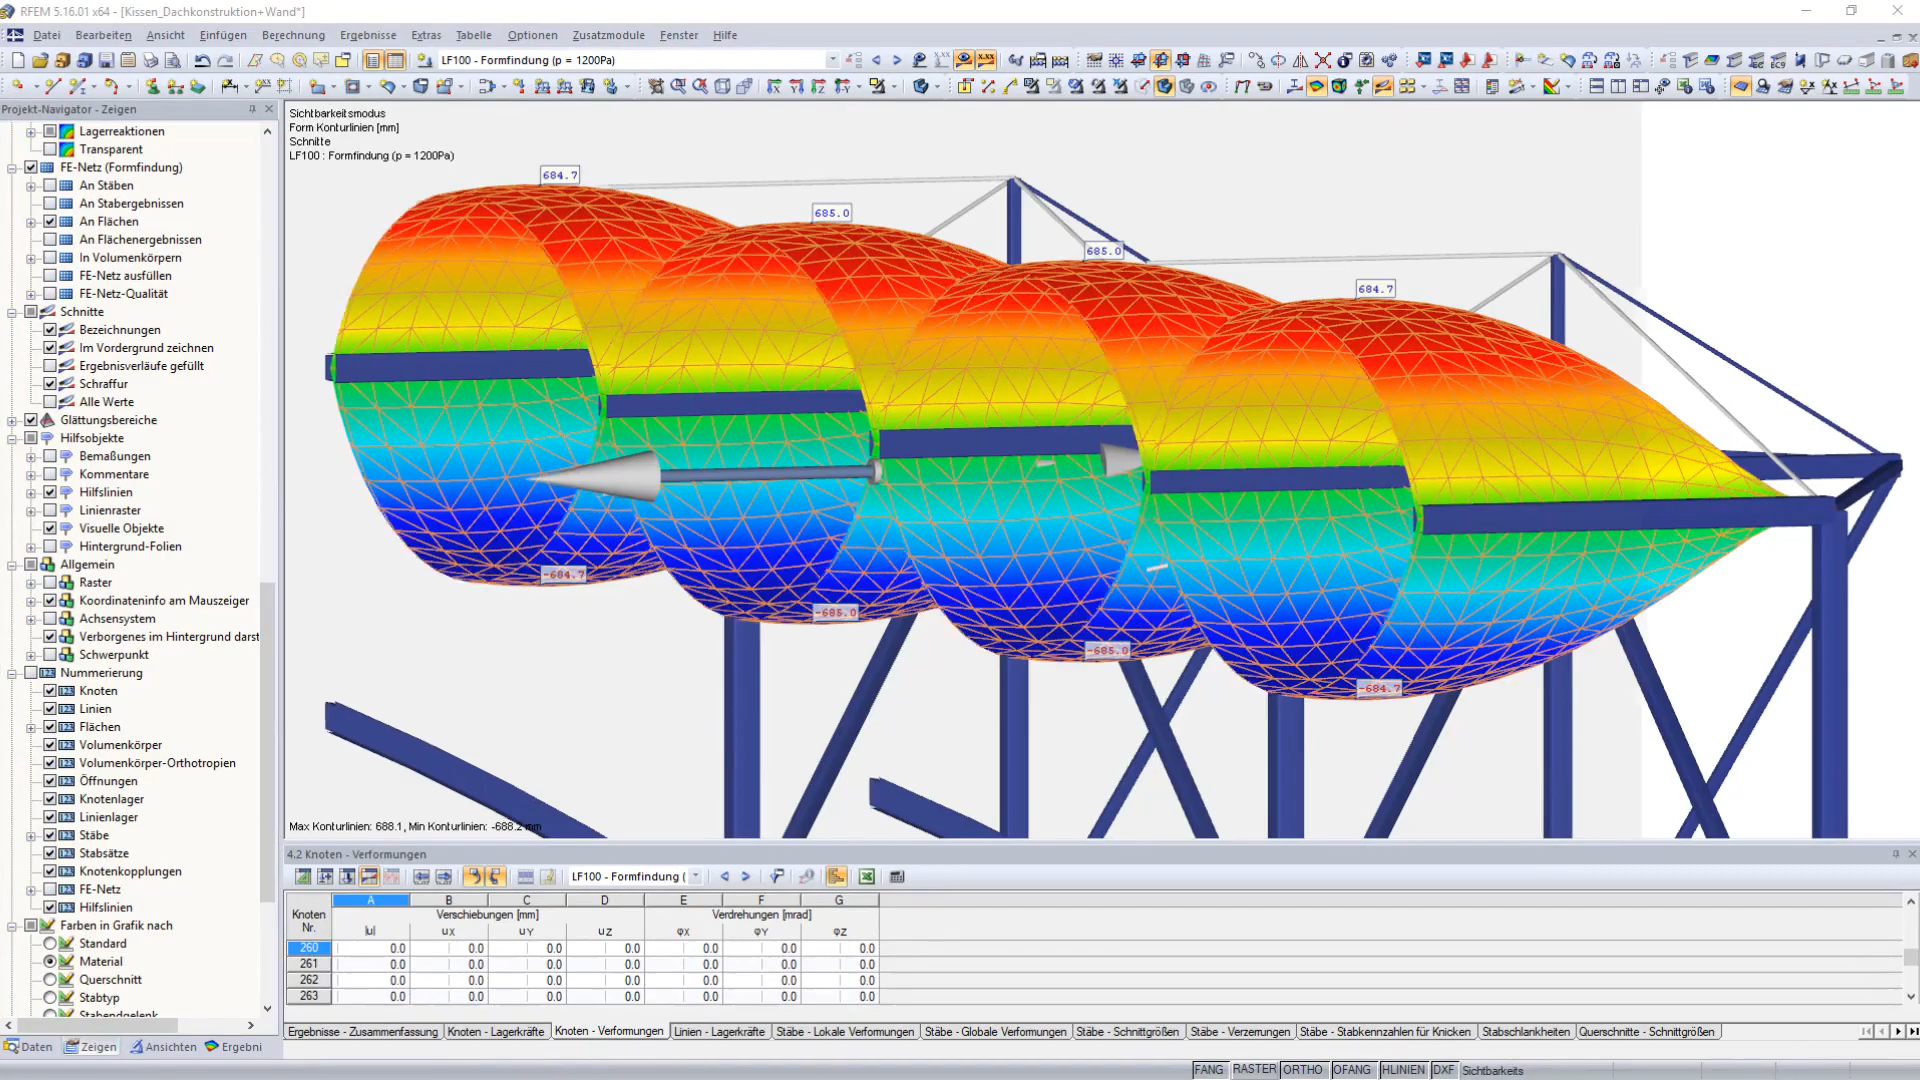 RFEM 5.16.01 x64 - [Kissen_Dachkonstruktion+Wand*]
Datei Bearbeiten Ansicht Einfügen Berechnung Ergebnisse Extras Tabelle Optionen Zusatzmodule Fenster Hilfe
LF100 - Formfindung (p = 1200Pa)
Projekt-Navigator - Zeigen
Lagerreaktionen
Transparent
FE-Netz (Formfindung)
An Stäben
An Stabergebnissen
An Flächen
An Flächenergebnissen
In Volumenkörpern
FE-Netz ausfüllen
FE-Netz-Qualität
Schnitte
Bezeichnungen
Im Vordergrund zeichnen
Ergebnisverläufe gefüllt
Schraffur
Alle Werte
Glättungsbereiche
Hilfsobjekte
Bemaßungen
Kommentare
Hilfslinien
Linienraster
Visuelle Objekte
Hintergrund-Folien
Allgemein
Raster
Koordinateninfo am Mauszeiger
Achsensystem
Verborgenes im Hintergrund darst
Schwerpunkt
Nummerierung
Knoten
Linien
Flächen
Volumenkörper
Volumenkörper-Orthotropien
Öffnungen
Knotenlager
Linienlager
Stäbe
Stabsätze
Knotenkopplungen
FE-Netz
Hilfslinien
Farben in Grafik nach
Standard
Material
Querschnitt
Stabtyp
Stabendgelenk
Daten Zeigen Ansichten Ergebni
Sichtbarkeitsmodus
Form Konturlinien [mm]
Schnitte
LF100 : Formfindung (p = 1200Pa)
684.7
685.0
685.0
684.7
-684.7
-685.0
-685.0
-684.7
Max Konturlinien: 688.1, Min Konturlinien: -688.2 mm
4.2 Knoten - Verformungen
LF100 - Formfindung (
A B C D E F G
Knoten Verschiebungen [mm] Verdrehungen [mrad]
Nr. |u| uX uY uZ φX φY φZ
260 0.0 0.0 0.0 0.0 0.0 0.0 0.0
261 0.0 0.0 0.0 0.0 0.0 0.0 0.0
262 0.0 0.0 0.0 0.0 0.0 0.0 0.0
263 0.0 0.0 0.0 0.0 0.0 0.0 0.0
Ergebnisse - Zusammenfassung Knoten - Lagerkräfte Knoten - Verformungen Linien - Lagerkräfte Stäbe - Lokale Verformungen Stäbe - Globale Verformungen Stäbe - Schnittgrößen Stäbe - Verzerrungen Stäbe - Stabkennzahlen für Knicken Stabschlankheiten Querschnitte - Schnittgrößen
FANG RASTER ORTHO OFANG HLINIEN DXF Sichtbarkeits